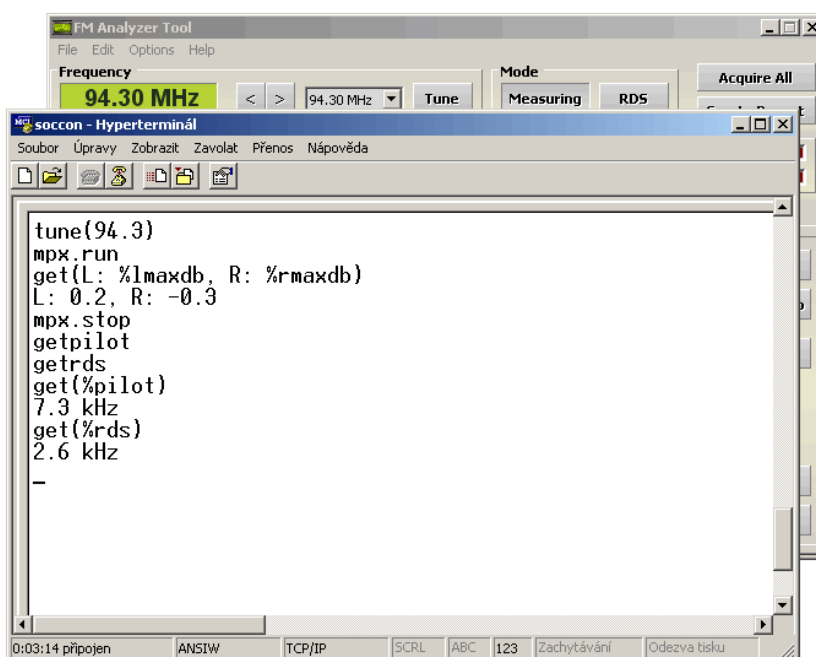 FM Analyzer Tool
File Edit Options Help
Frequency
Mode
Acquire All
94.30 MHz
< > 94.30 MHz Tune
Measuring RDS
soccon - Hyperterminál
Soubor Úpravy Zobrazit Zavolat Přenos Nápověda
tune(94.3)
mpx.run
get(L: %lmaxdb, R: %rmaxdb)
L: 0.2, R: -0.3
mpx.stop
getpilot
getrds
get(%pilot)
7.3 kHz
get(%rds)
2.6 kHz
_
0:03:14 připojen ANSIW TCP/IP SCRL ABC 123 Zachytávání Odezva tisku